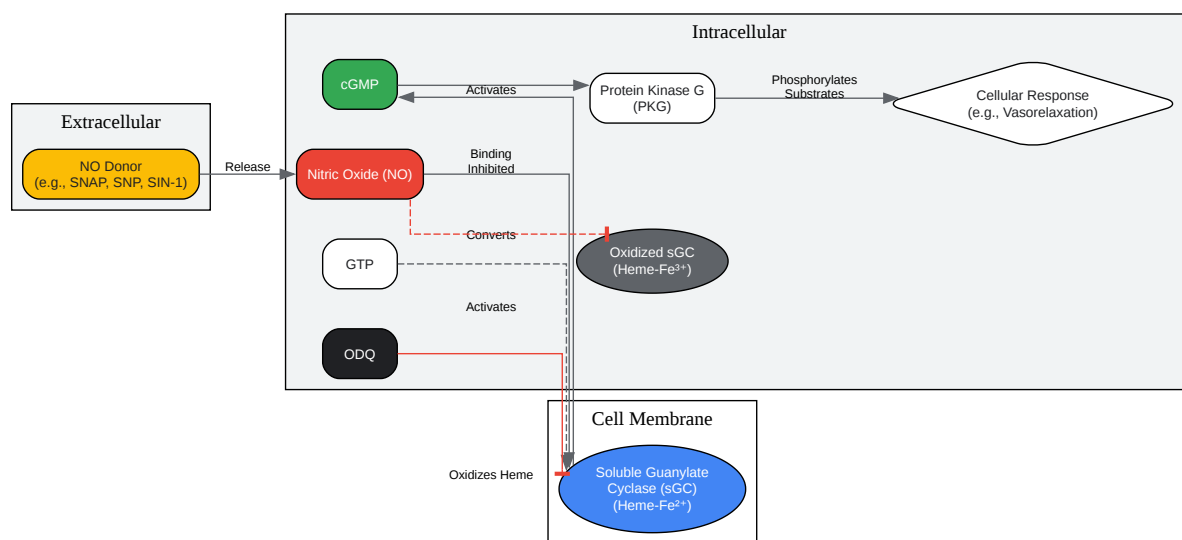 Intracellular
cGMP
Activates
Protein Kinase G
(PKG)
Phosphorylates
Substrates
Cellular Response
(e.g., Vasorelaxation)
Extracellular
NO Donor
(e.g., SNAP, SNP, SIN-1)
Release
Nitric Oxide (NO)
Binding
Inhibited
Converts
Oxidized sGC
(Heme-Fe³⁺)
GTP
Activates
ODQ
Cell Membrane
Oxidizes Heme
Soluble Guanylate
Cyclase (sGC)
(Heme-Fe²⁺)